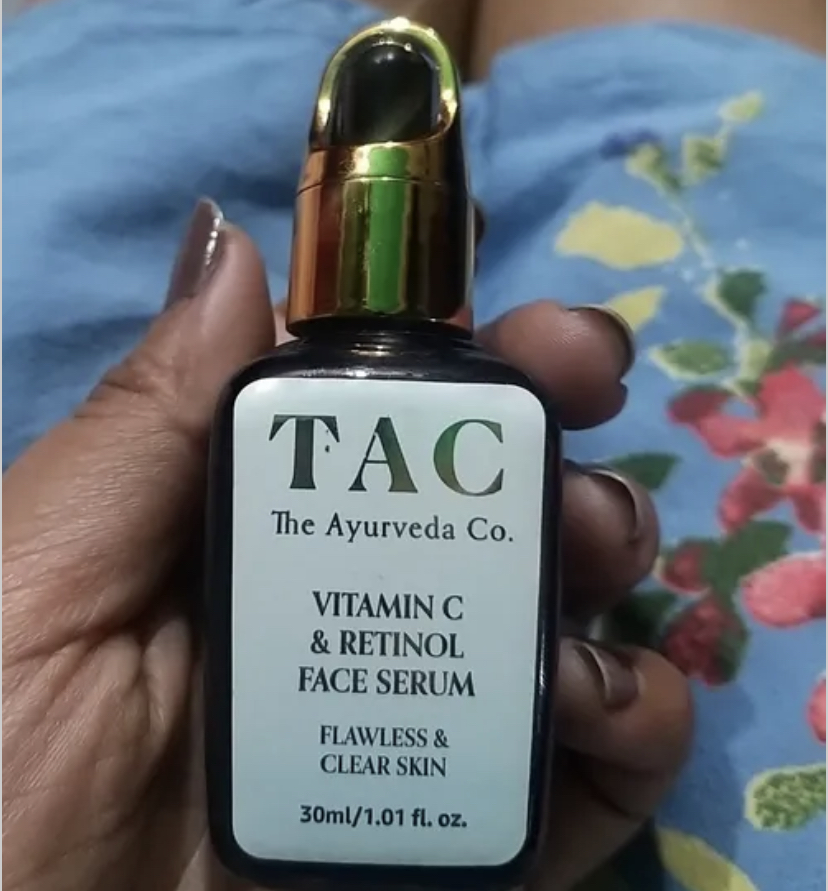 TAC
The Ayurveda Co.
VITAMIN C
& RETINOL
FACE SERUM
FLAWLESS &
CLEAR SKIN
30ml/1.01 fl. oz.